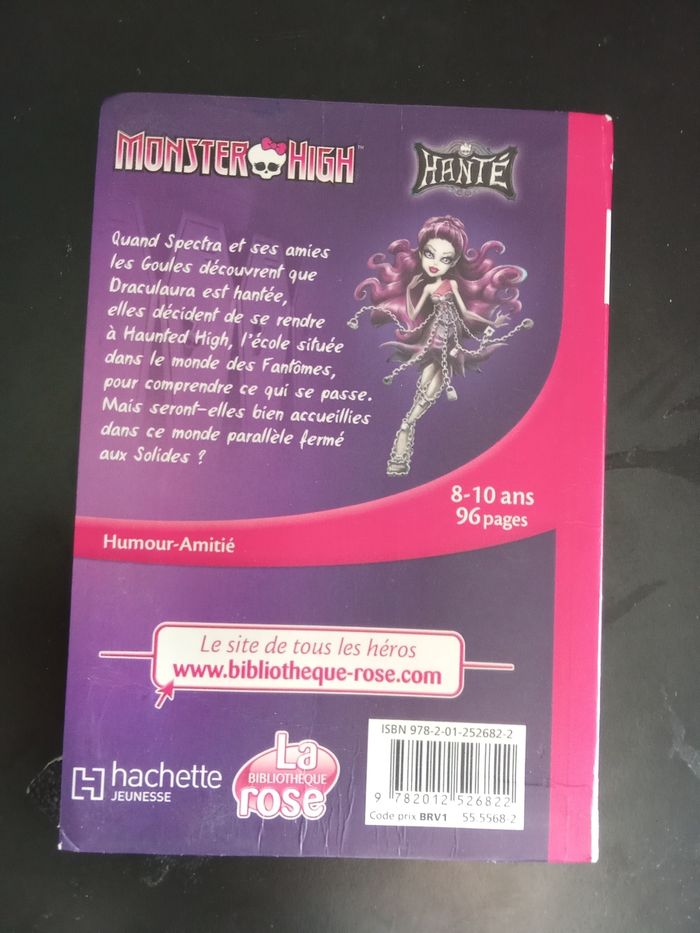 MONSTER HIGH™
HANTÉ
Quand Spectra et ses amies
les Goules découvrent que
Draculaura est hantée,
elles décident de se rendre
à Haunted High, l'école située
dans le monde des Fantômes,
pour comprendre ce qui se passe.
Mais seront-elles bien accueillies
dans ce monde parallèle fermé
aux Solides ?
8-10 ans
96 pages
Humour-Amitié
Le site de tous les héros
www.bibliotheque-rose.com
hachette
JEUNESSE
La
BIBLIOTHÈQUE
rose
ISBN 978-2-01-252682-2
9 782012 526822
Code prix BRV1 55.5568-2